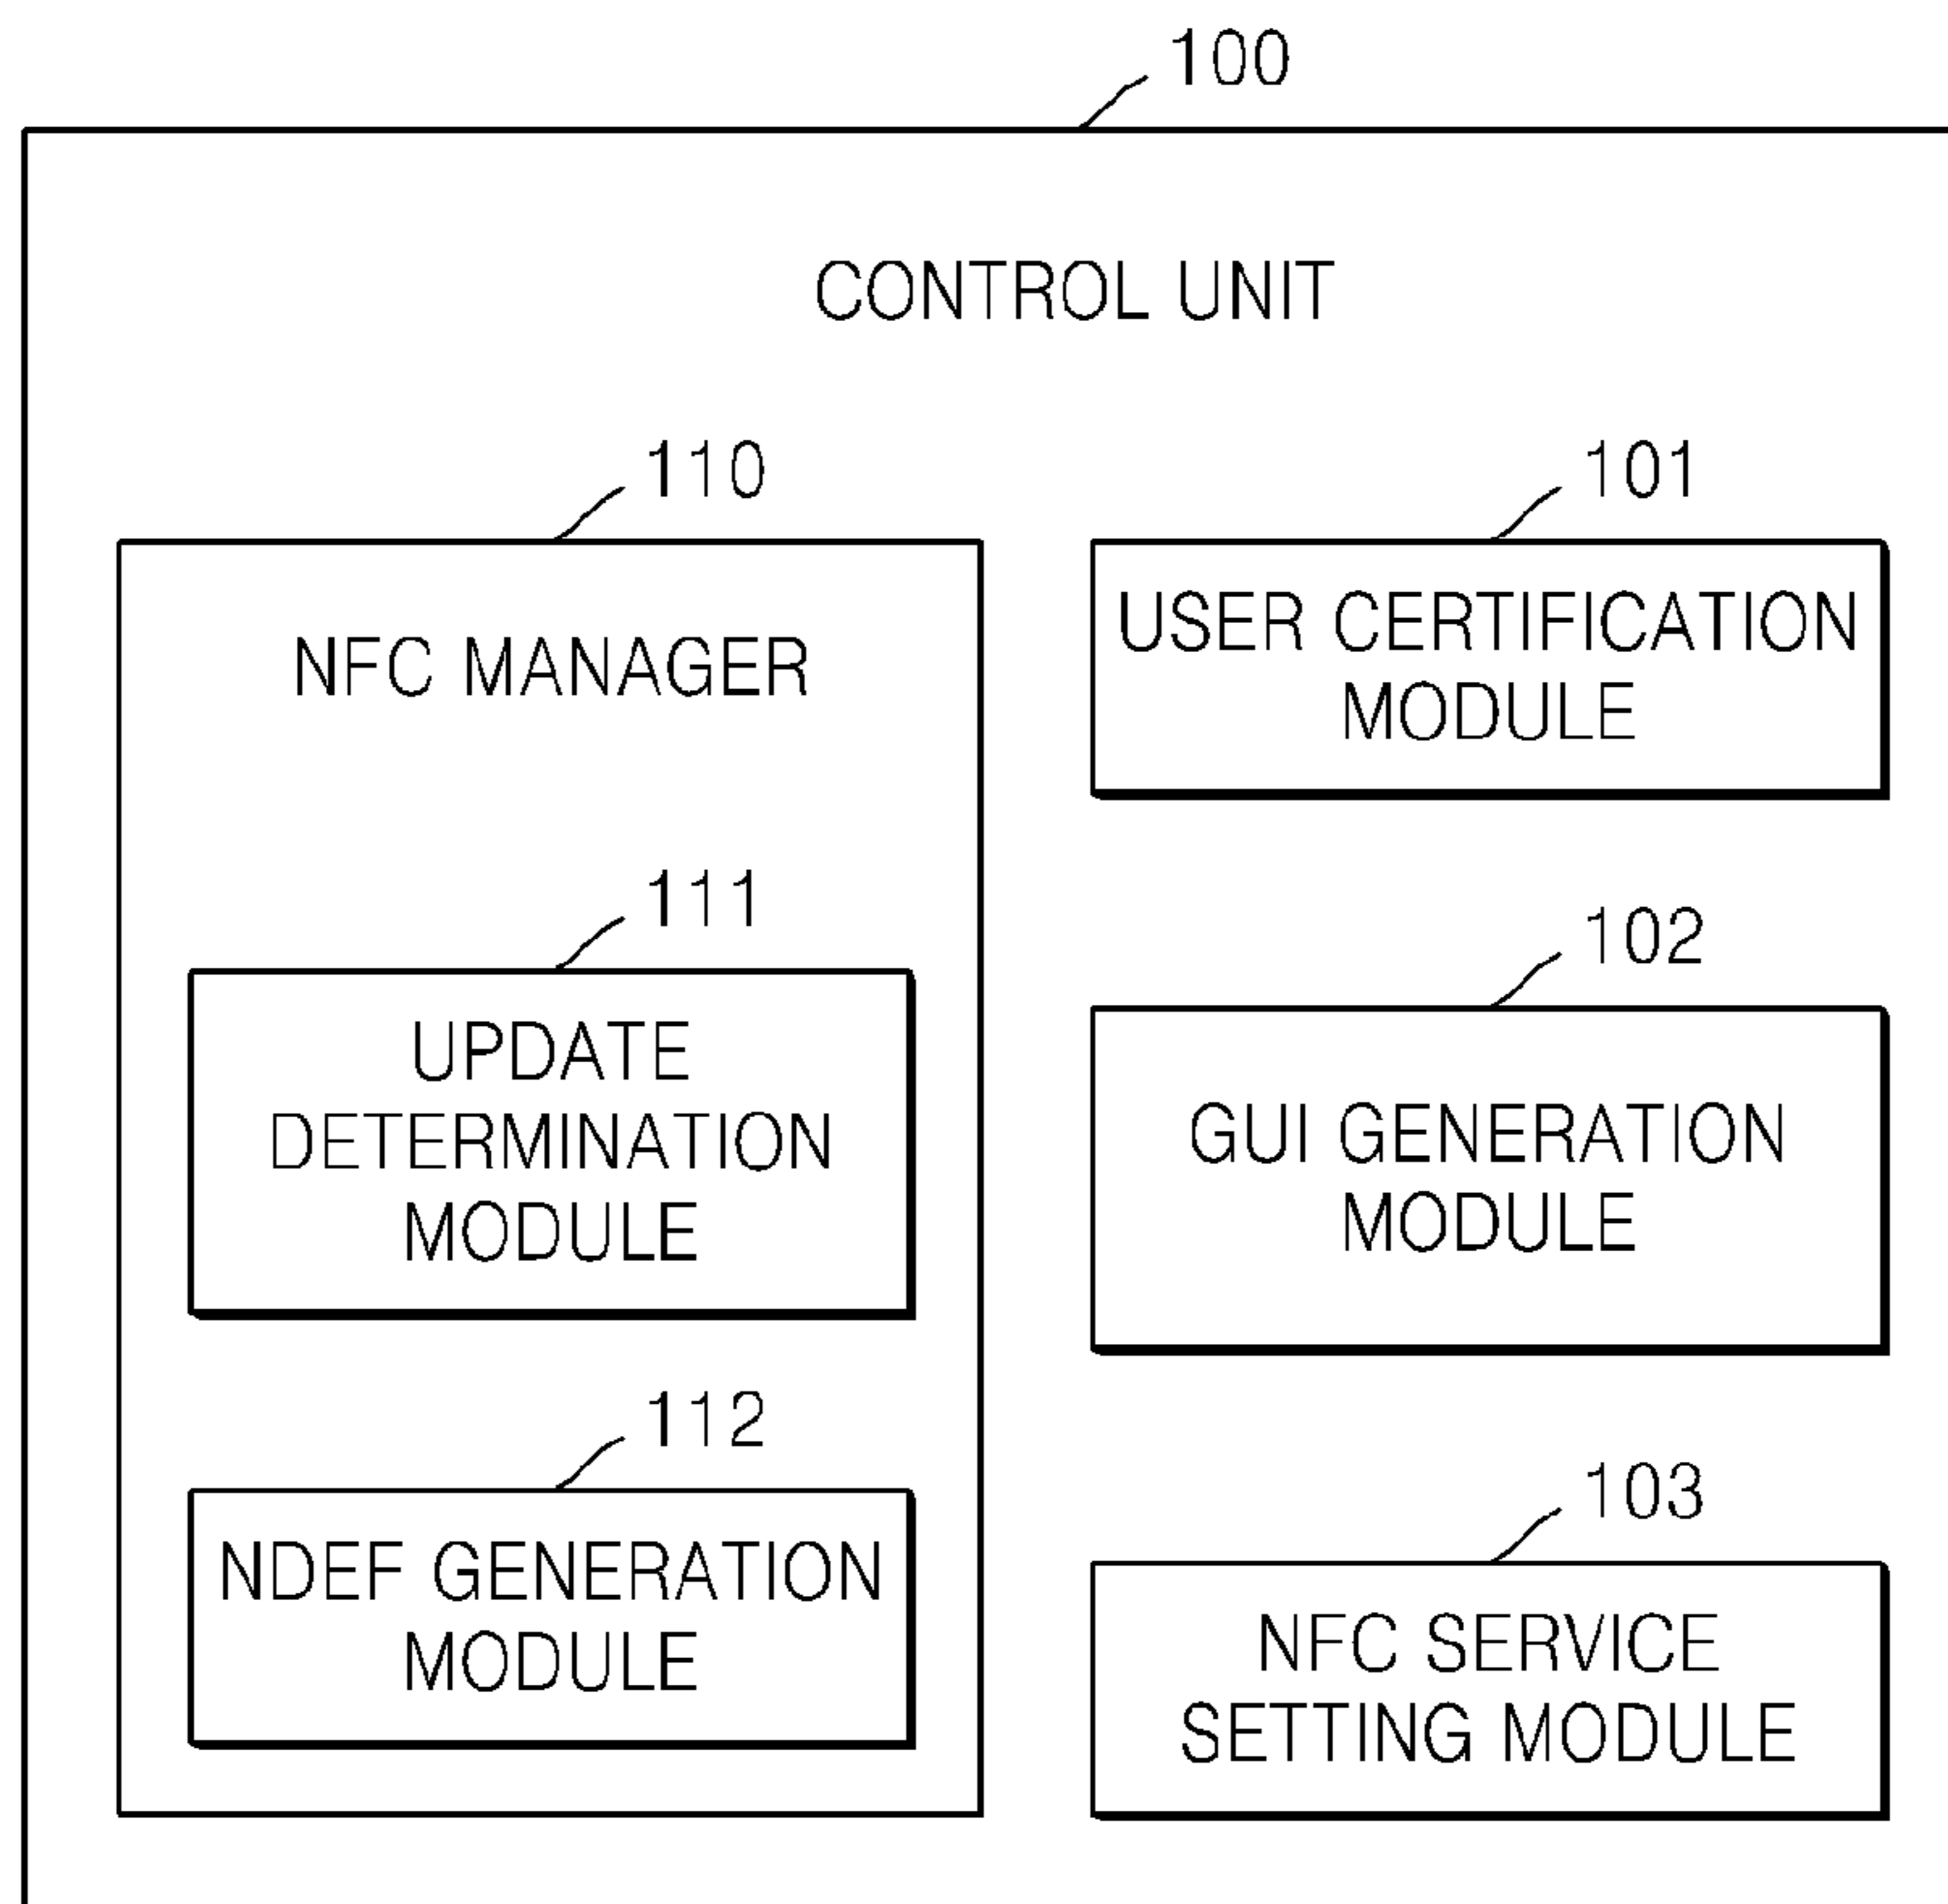 100
CONTROL UNIT
110
NFC MANAGER
111
UPDATE
DETERMINATION
MODULE
112
NDEF GENERATION
MODULE
101
USER CERTIFICATION
MODULE
102
GUI GENERATION
MODULE
103
NFC SERVICE
SETTING MODULE